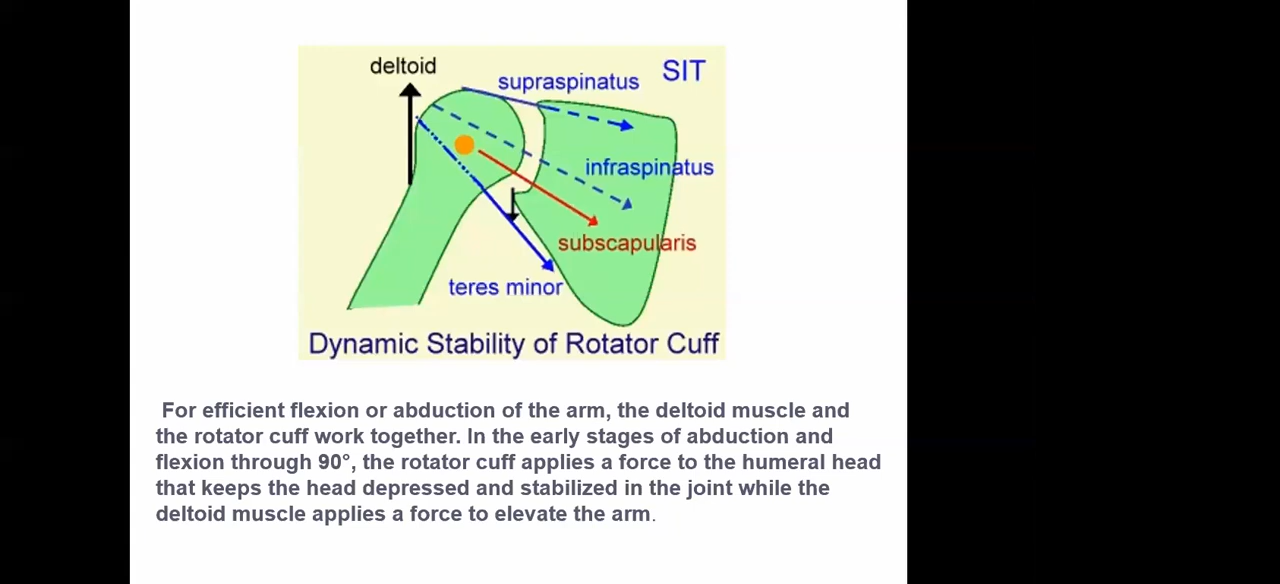 deltoid
supraspinatus
SIT
infraspinatus
subscapularis
teres minor
Dynamic Stability of Rotator Cuff
For efficient flexion or abduction of the arm, the deltoid muscle and
the rotator cuff work together. In the early stages of abduction and
flexion through 90°, the rotator cuff applies a force to the humeral head
that keeps the head depressed and stabilized in the joint while the
deltoid muscle applies a force to elevate the arm.